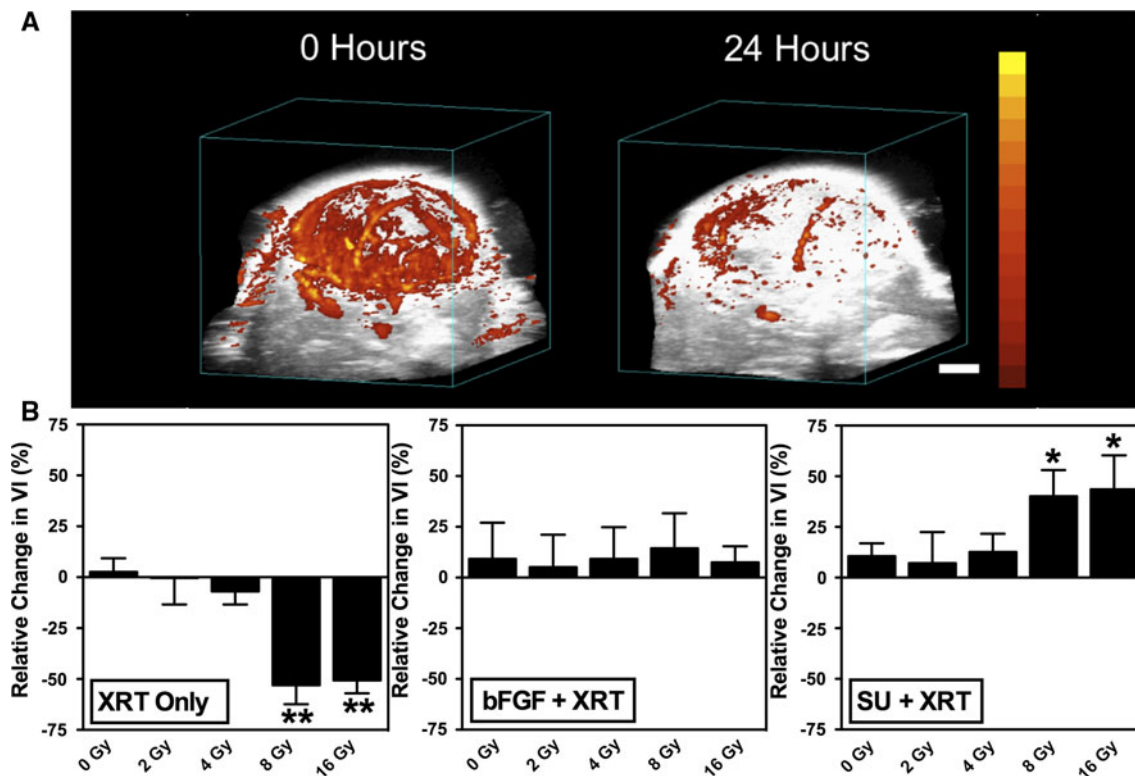 A
0 Hours
24 Hours
B
Relative Change in VI (%)
75
50
25
0
-25
-50
-75
** **
XRT Only
0 Gy
2 Gy
4 Gy
8 Gy
16 Gy
Relative Change in VI (%)
75
50
25
0
-25
-50
-75
bFGF + XRT
0 Gy
2 Gy
4 Gy
8 Gy
16 Gy
Relative Change in VI (%)
75
50
25
0
-25
-50
-75
* *
SU + XRT
0 Gy
2 Gy
4 Gy
8 Gy
16 Gy